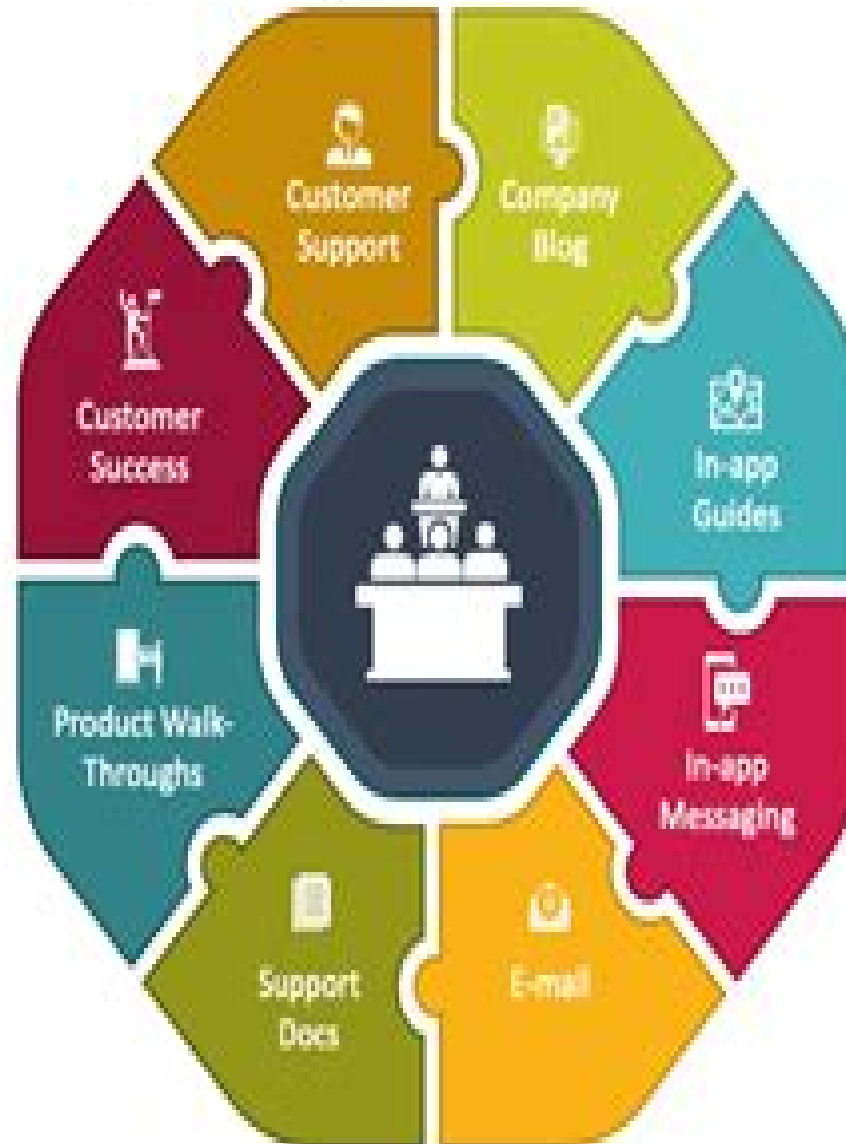 Customer
Support
Company
Blog
In-app
Guides
In-app
Messaging
E-mail
Support
Docs
Product Walk-
Throughs
Customer
Success